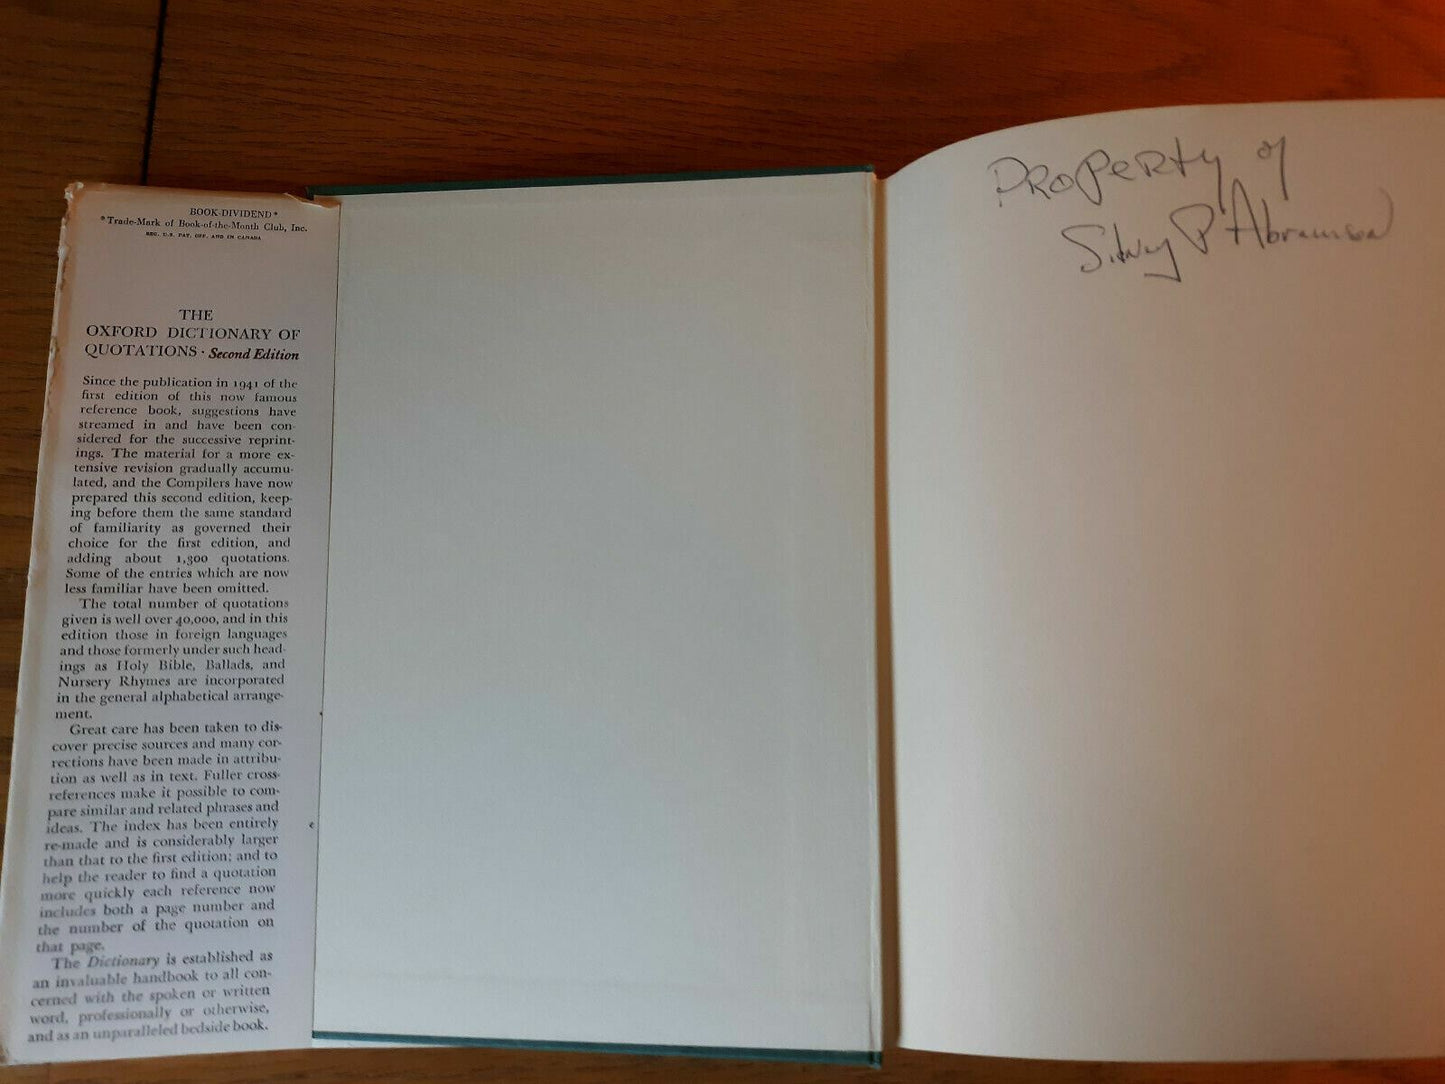 BOOK-DIVIDEND*
*Trade-Mark of Book-of-the-Month Club, Inc.
REG. U.S. PAT. OFF. AND IN CANADA
THE
OXFORD DICTIONARY OF
QUOTATIONS · Second Edition
Since the publication in 1941 of the
first edition of this now famous
reference book, suggestions have
streamed in and have been con-
sidered for the successive reprint-
ings. The material for a more ex-
tensive revision gradually accumu-
lated, and the Compilers have now
prepared this second edition, keep-
ing before them the same standard
of familiarity as governed their
choice for the first edition, and
adding about 1,300 quotations.
Some of the entries which are now
less familiar have been omitted.
The total number of quotations
given is well over 40,000, and in this
edition those in foreign languages
and those formerly under such head-
ings as Holy Bible, Ballads, and
Nursery Rhymes are incorporated
in the general alphabetical arrange-
ment.
Great care has been taken to dis-
cover precise sources and many cor-
rections have been made in attribu-
tion as well as in text. Fuller cross-
references make it possible to com-
pare similar and related phrases and
ideas. The index has been entirely
re-made and is considerably larger
than that to the first edition; and to
help the reader to find a quotation
more quickly each reference now
includes both a page number and
the number of the quotation on
that page.
The Dictionary is established as
an invaluable handbook to all con-
cerned with the spoken or written
word, professionally or otherwise,
and as an unparalleled bedside book.
Property of
Sidney P Abramson